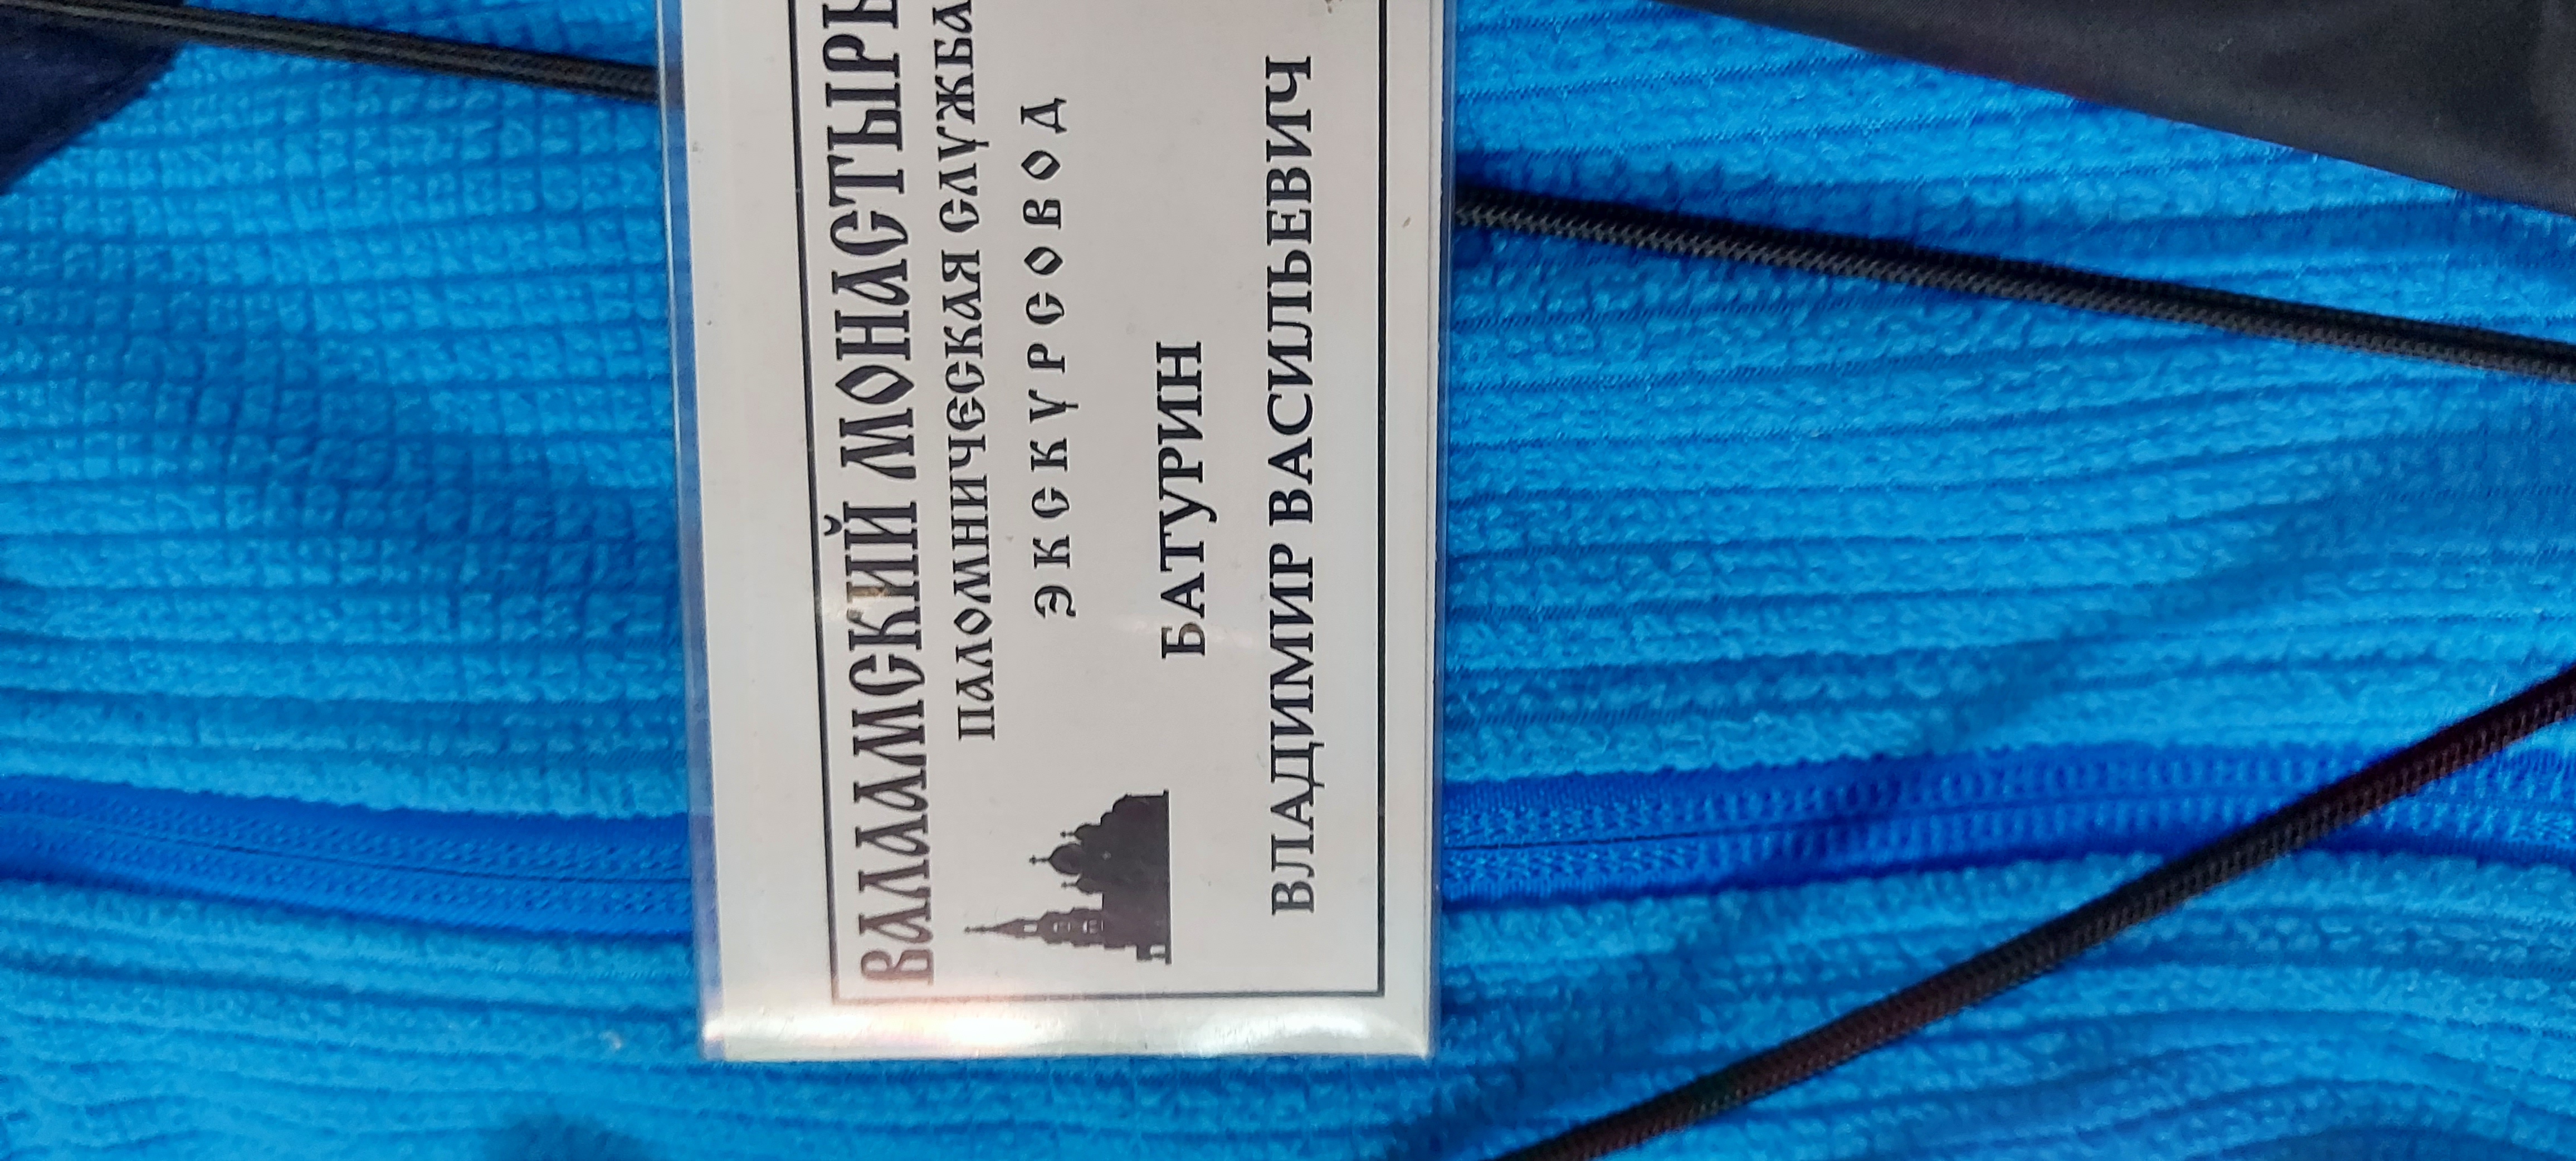 ВАЛААМСКИЙ МОНАСТЫРЬ
ПАЛОМНИЧЕСКАЯ СЛУЖБА
ЭКСКУРСОВОД
БАТУРИН
ВЛАДИМИР ВАСИЛЬЕВИЧ